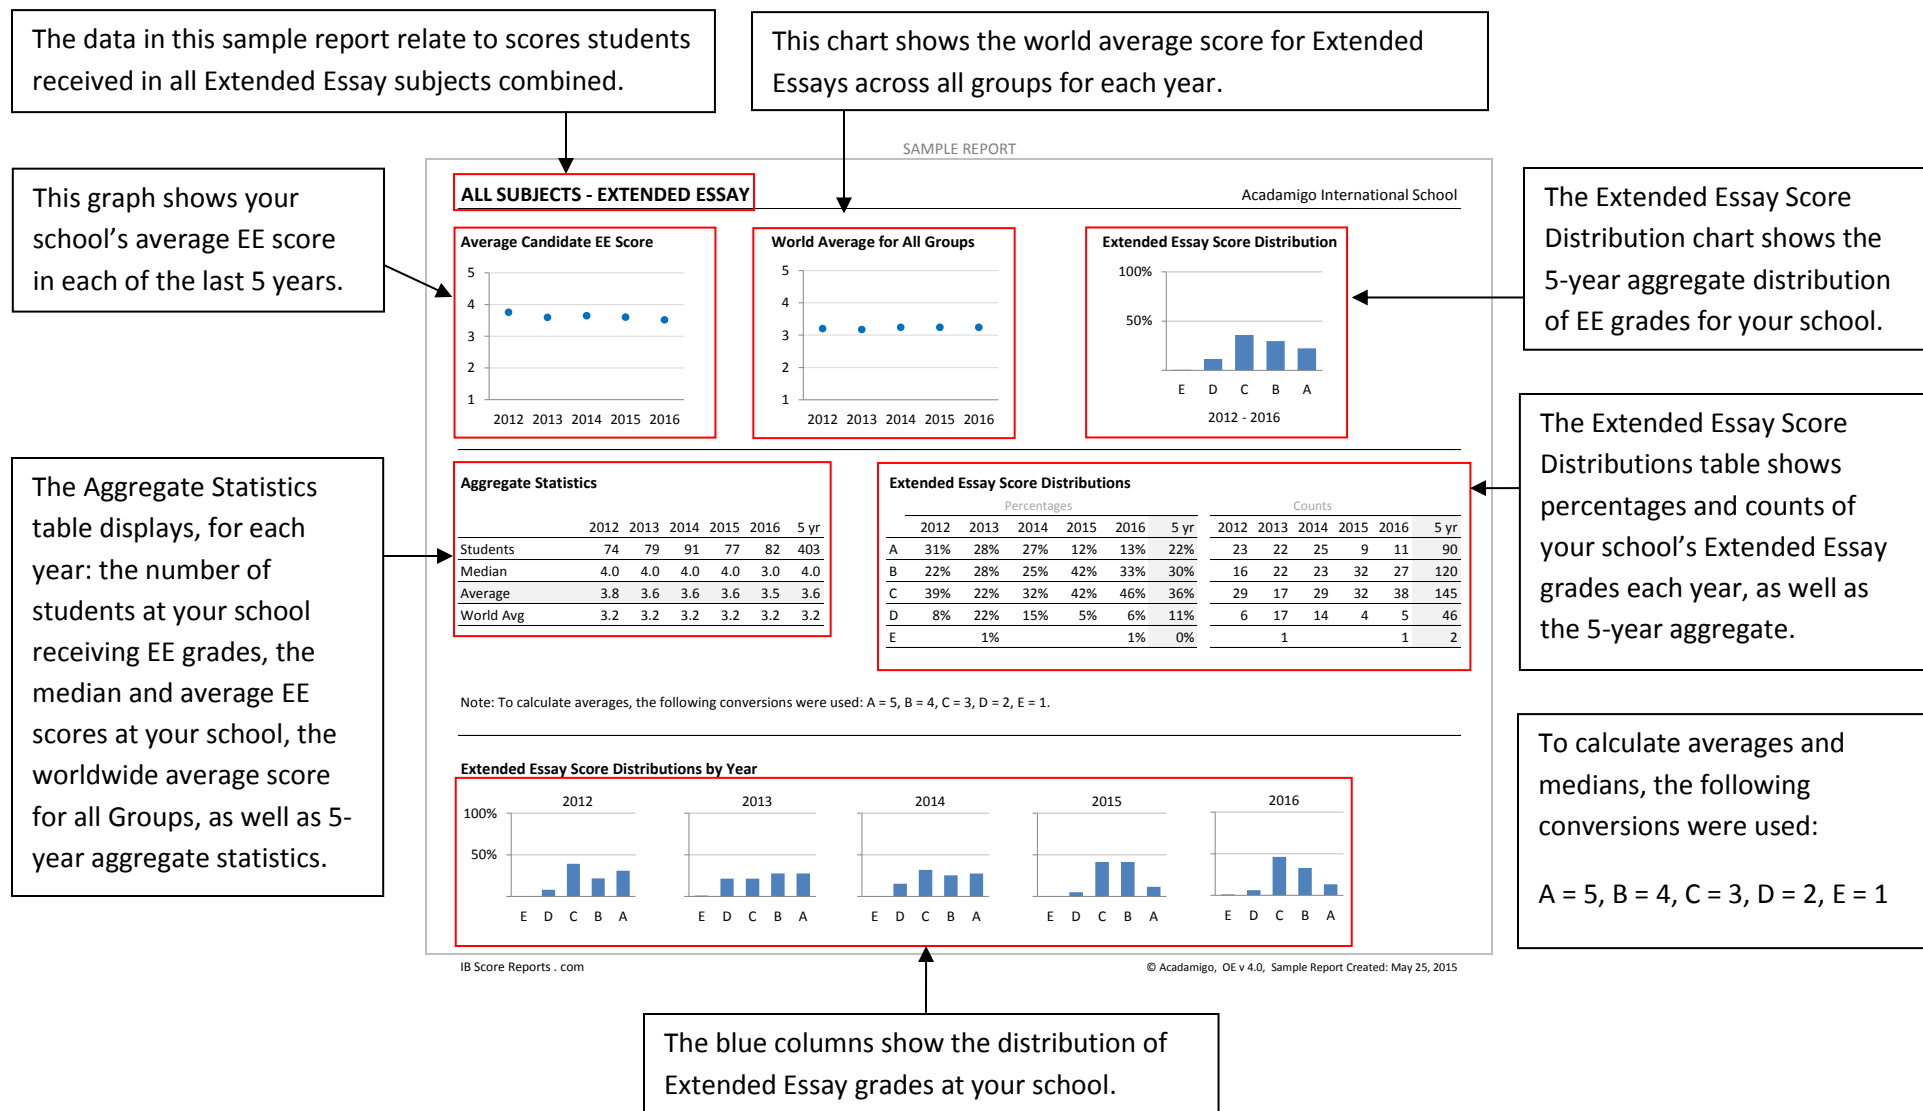 The data in this sample report relate to scores students
received in all Extended Essay subjects combined.
This chart shows the world average score for Extended
Essays across all groups for each year.
This graph shows your
school's average EE score
in each of the last 5 years.
The Aggregate Statistics
table displays, for each
year: the number of
students at your school
receiving EE grades, the
median and average EE
scores at your school, the
worldwide average score
for all Groups, as well as 5-
year aggregate statistics.
SAMPLE REPORT
ALL SUBJECTS - EXTENDED ESSAY
Acadamigo International School
Average Candidate EE Score
5
4
3
2
1
2012 2013 2014 2015 2016
World Average for All Groups
5
4
3
2
1
2012 2013 2014 2015 2016
Extended Essay Score Distribution
100%
50%
E D C B A
2012 - 2016
Aggregate Statistics
2012 2013 2014 2015 2016 5 yr
Students 74 79 91 77 82 403
Median 4.0 4.0 4.0 4.0 3.0 4.0
Average 3.8 3.6 3.6 3.6 3.5 3.6
World Avg 3.2 3.2 3.2 3.2 3.2 3.2
Extended Essay Score Distributions
Percentages Counts
2012 2013 2014 2015 2016 5 yr 2012 2013 2014 2015 2016 5 yr
A 31% 28% 27% 12% 13% 22% 23 22 25 9 11 90
B 22% 28% 25% 42% 33% 30% 16 22 23 32 27 120
C 39% 22% 32% 42% 46% 36% 29 17 29 32 38 145
D 8% 22% 15% 5% 6% 11% 6 17 14 4 5 46
E 1% 1% 0% 1 1 2
Note: To calculate averages, the following conversions were used: A = 5, B = 4, C = 3, D = 2, E = 1.
Extended Essay Score Distributions by Year
2012 2013 2014 2015 2016
100%
50%
E D C B A E D C B A E D C B A E D C B A E D C B A
IB Score Reports . com
© Acadamigo, OE v 4.0, Sample Report Created: May 25, 2015
The Extended Essay Score
Distribution chart shows the
5-year aggregate distribution
of EE grades for your school.
The Extended Essay Score
Distributions table shows
percentages and counts of
your school's Extended Essay
grades each year, as well as
the 5-year aggregate.
To calculate averages and
medians, the following
conversions were used:
A = 5, B = 4, C = 3, D = 2, E = 1
The blue columns show the distribution of
Extended Essay grades at your school.